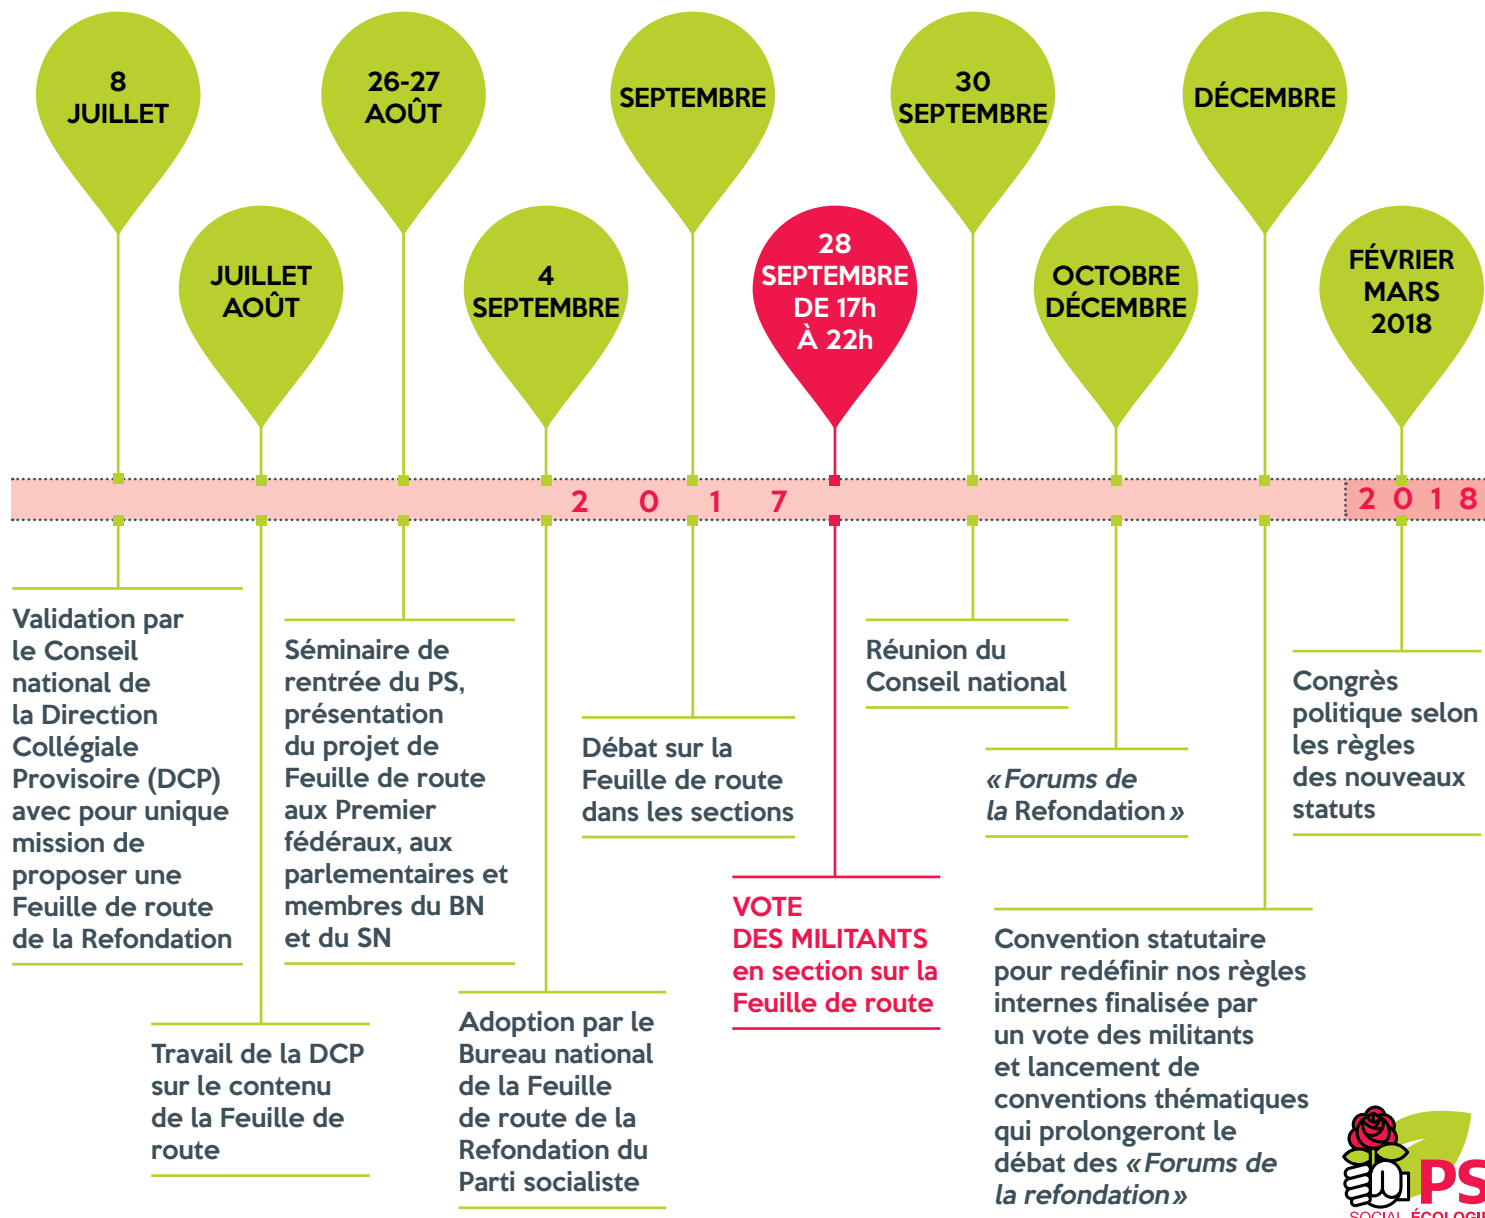 8
JUILLET
26-27
AOÛT
SEPTEMBRE
30
SEPTEMBRE
DÉCEMBRE
JUILLET
AOÛT
4
SEPTEMBRE
28
SEPTEMBRE
DE 17h
À 22h
OCTOBRE
DÉCEMBRE
FÉVRIER
MARS
2018
2 0 1 7
2 0 1 8
Validation par
le Conseil
national de
la Direction
Collégiale
Provisoire (DCP)
avec pour unique
mission de
proposer une
Feuille de route
de la Refondation
Travail de la DCP
sur le contenu
de la Feuille de
route
Séminaire de
rentrée du PS,
présentation
du projet de
Feuille de route
aux Premier
fédéraux, aux
parlementaires et
membres du BN
et du SN
Adoption par le
Bureau national
de la Feuille
de route de la
Refondation du
Parti socialiste
Débat sur la
Feuille de route
dans les sections
VOTE
DES MILITANTS
en section sur la
Feuille de route
Réunion du
Conseil national
«Forums de
la Refondation»
Convention statutaire
pour redéfinir nos règles
internes finalisée par
un vote des militants
et lancement de
conventions thématiques
qui prolongeront le
débat des «Forums de
la refondation»
Congrès
politique selon
les règles
des nouveaux
statuts
PS
SOCIAL ÉCOLOGIE